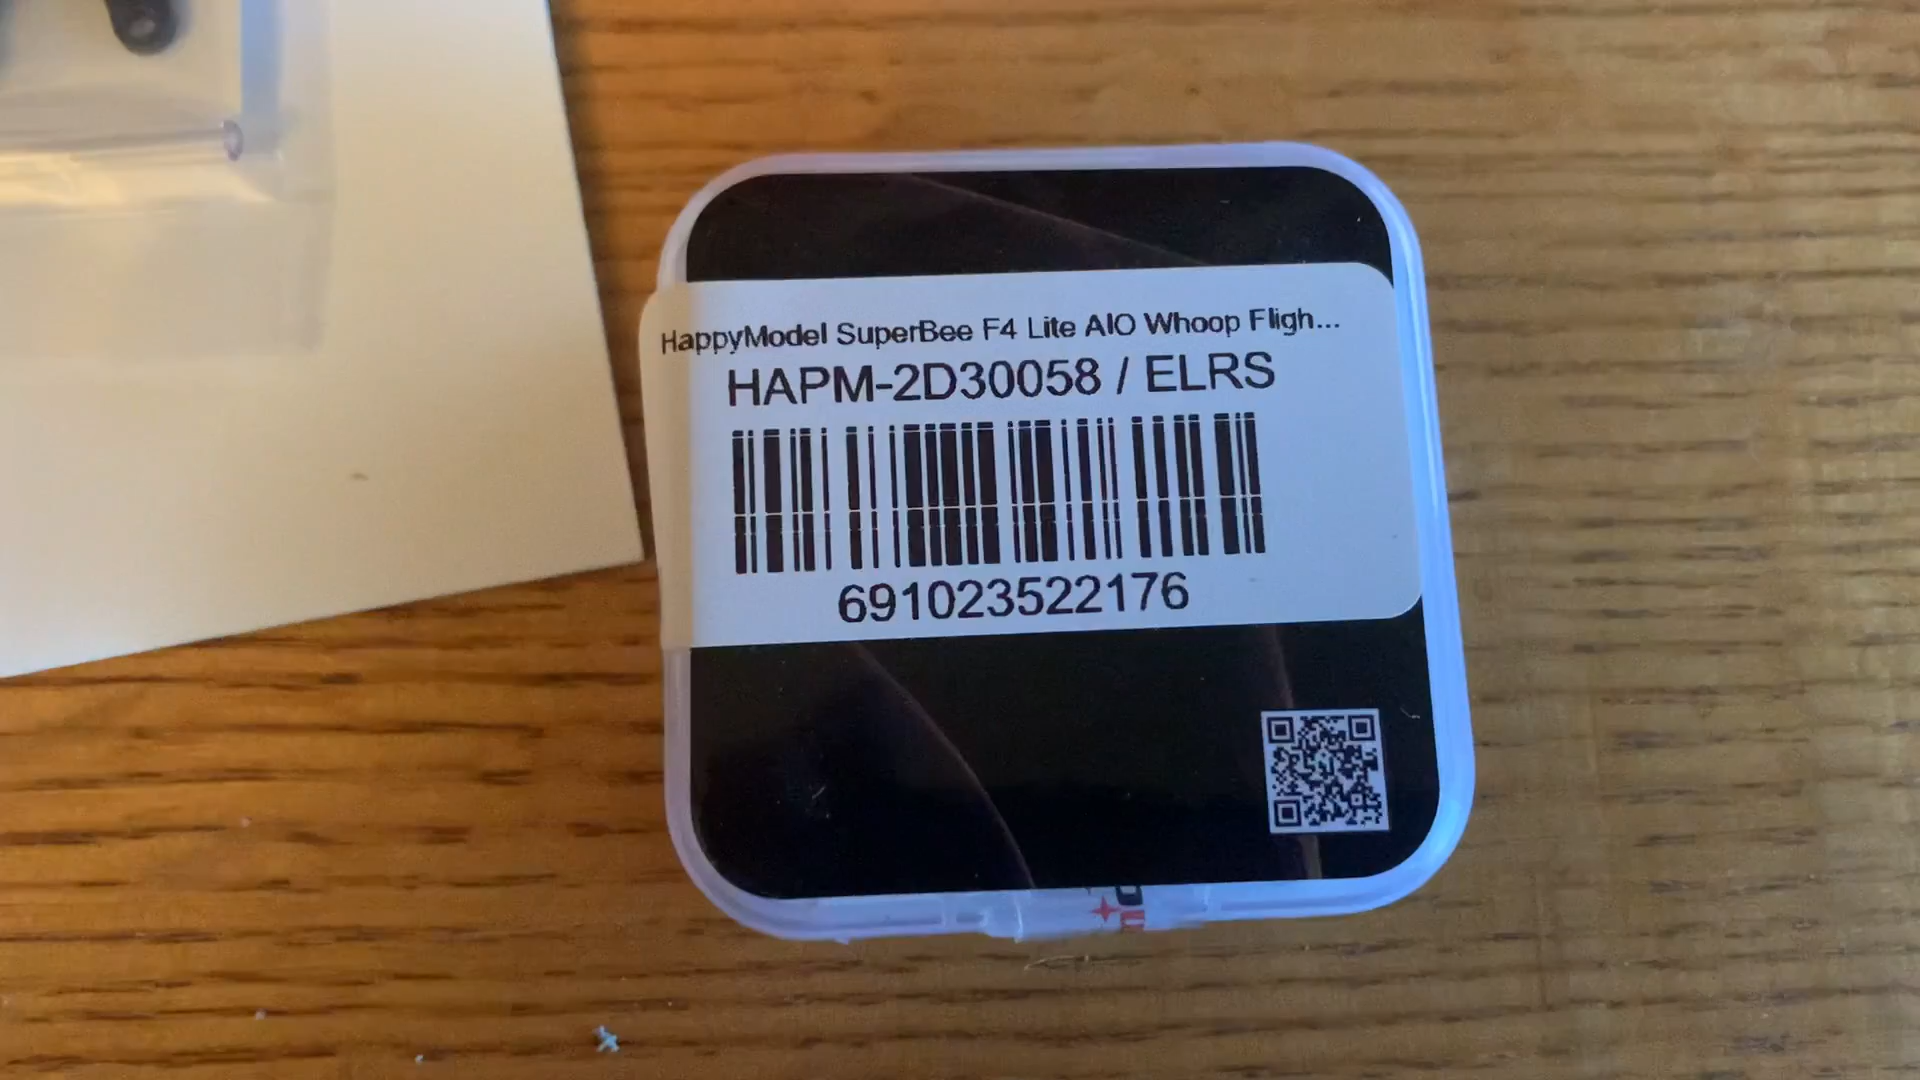 HappyModel SuperBee F4 Lite AIO Whoop Fligh...
HAPM-2D30058 / ELRS
691023522176